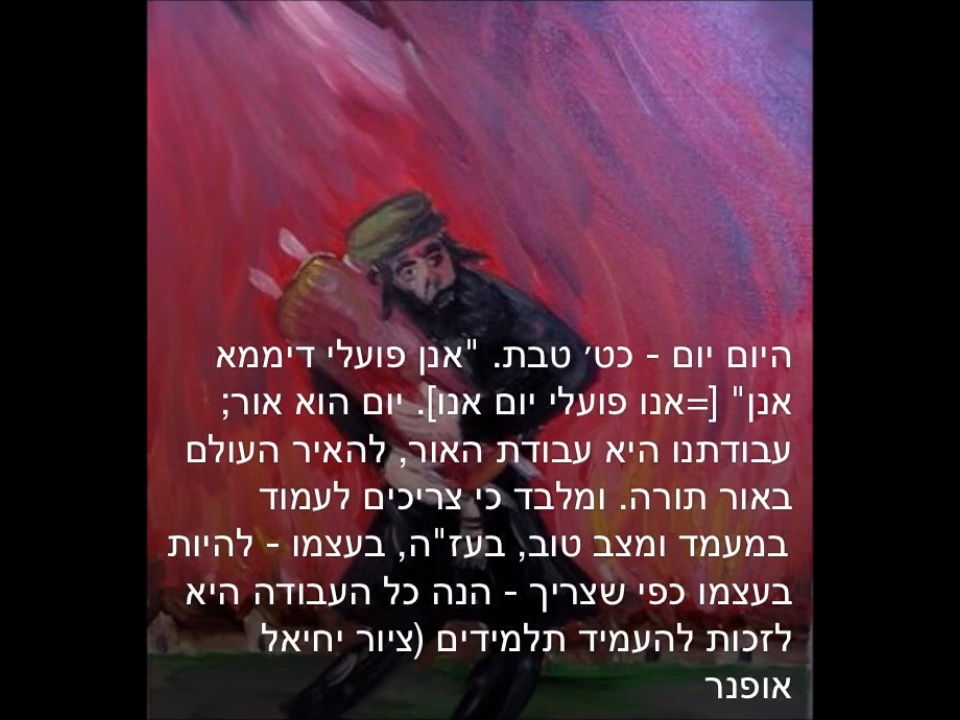 היום יום - כט׳ טבת. "אנן פועלי דיממא
אנן" [=אנו פועלי יום אנו]. יום הוא אור;
עבודתנו היא עבודת האור, להאיר העולם
באור תורה. ומלבד כי צריכים לעמוד
במעמד ומצב טוב, בעז"ה, בעצמו - להיות
בעצמו כפי שצריך - הנה כל העבודה היא
לזכות להעמיד תלמידים (ציור יחיאל
אופנר